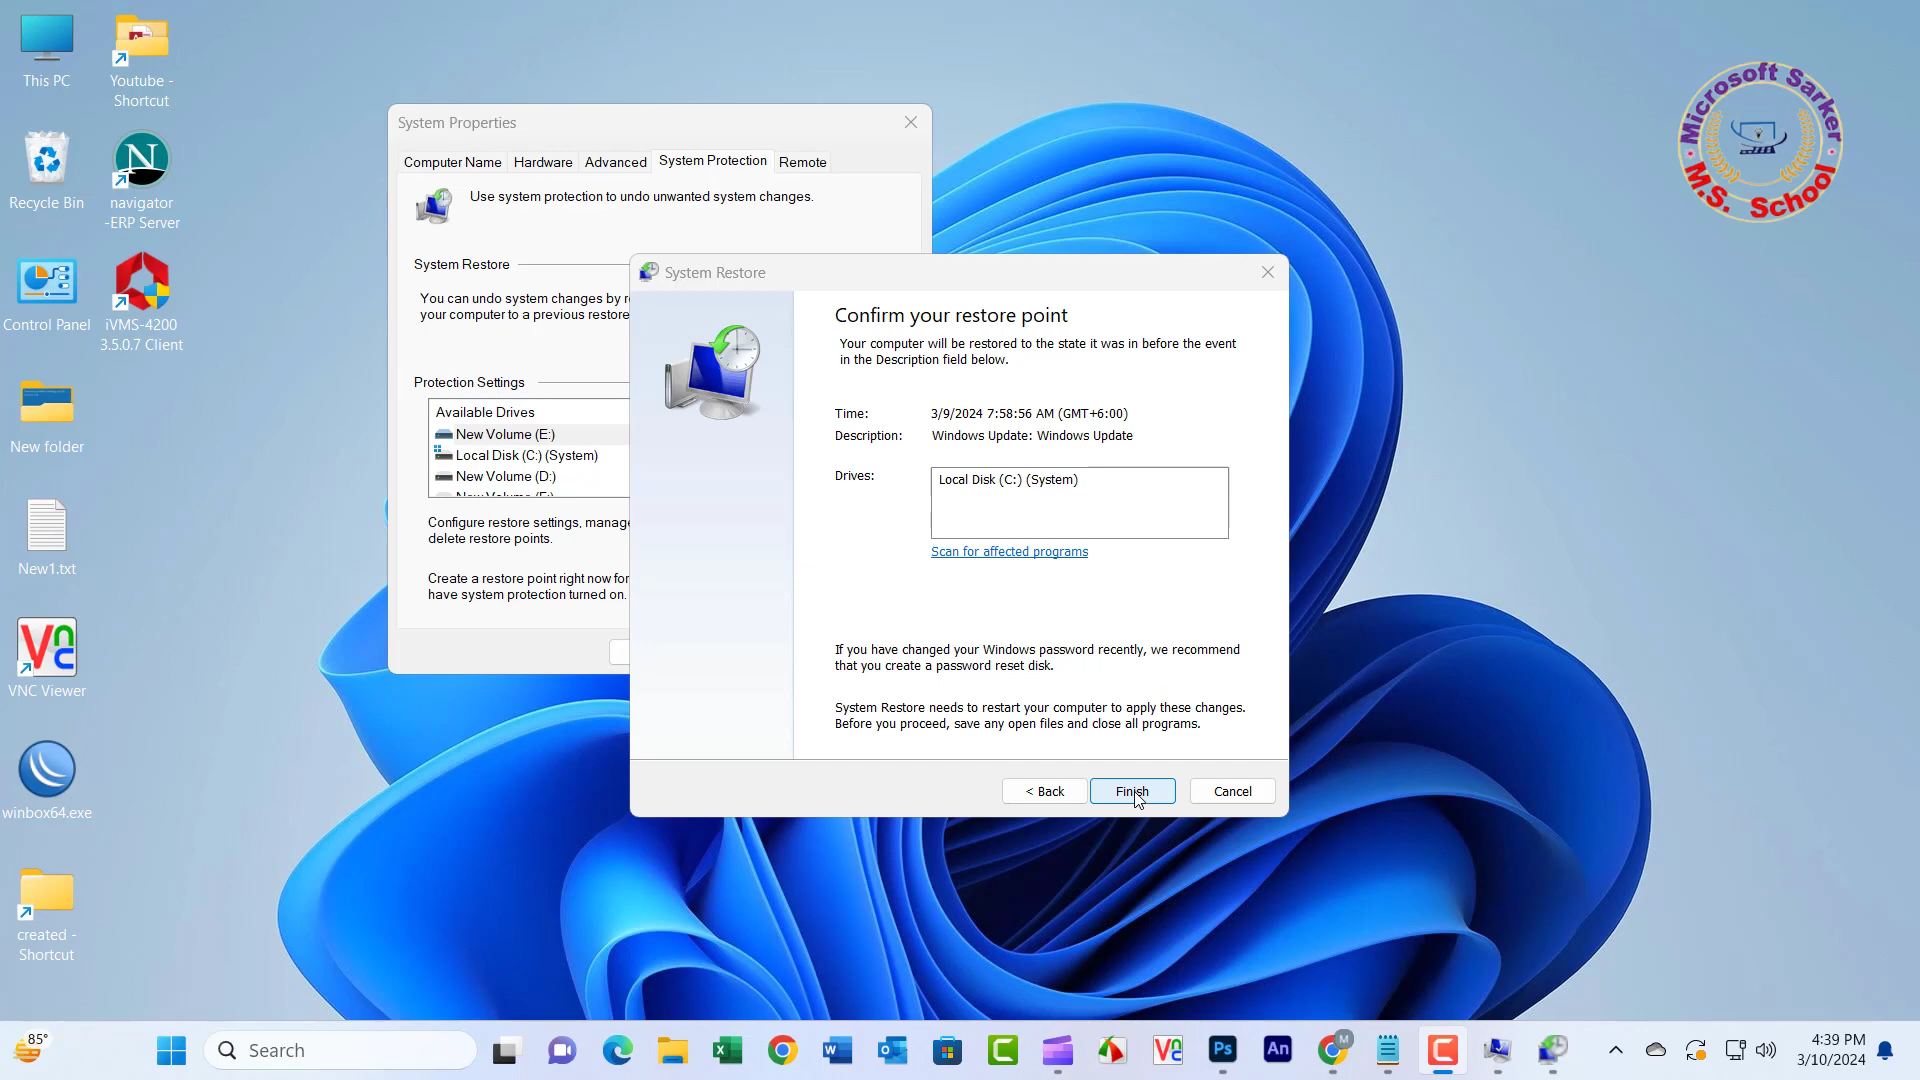 This PC
Youtube -
Shortcut
Recycle Bin
N
navigator
-ERP Server
Control Panel
iVMS-4200
3.5.0.7 Client
New folder
New1.txt
VNC Viewer
winbox64.exe
created -
Shortcut
Microsoft Sarker
M.S. School
System Properties
Computer Name
Hardware
Advanced
System Protection
Remote
Use system protection to undo unwanted system changes.
System Restore
You can undo system changes by r
your computer to a previous restore
Protection Settings
Available Drives
New Volume (E:)
Local Disk (C:) (System)
New Volume (D:)
Configure restore settings, manage
delete restore points.
Create a restore point right now for
have system protection turned on.
System Restore
Confirm your restore point
Your computer will be restored to the state it was in before the event
in the Description field below.
Time: 3/9/2024 7:58:56 AM (GMT+6:00)
Description: Windows Update: Windows Update
Drives: Local Disk (C:) (System)
Scan for affected programs
If you have changed your Windows password recently, we recommend
that you create a password reset disk.
System Restore needs to restart your computer to apply these changes.
Before you proceed, save any open files and close all programs.
< Back
Finish
Cancel
85°
Search
Ps
An
M
4:39 PM
3/10/2024